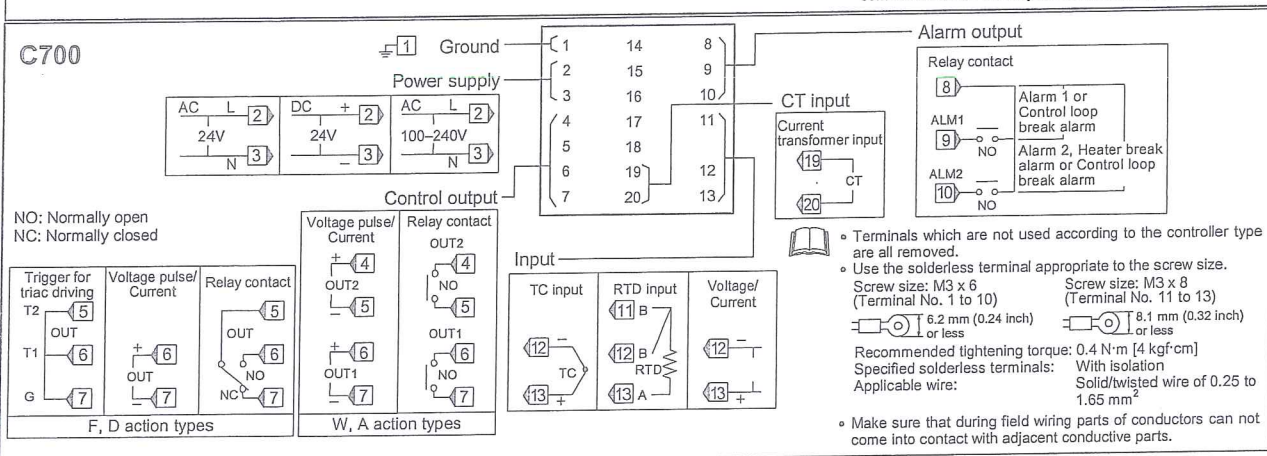 C700
1 Ground
Power supply
AC L 2
24V
N 3
DC + 2
24V
− 3
AC L 2
100–240V
N 3
Control output
1 14 8
2 15 9
3 16 10
4 17 11
5 18
6 19 12
7 20 13
Alarm output
Relay contact
8
ALM1
9
NO
ALM2
10
NO
Alarm 1 or
Control loop
break alarm
Alarm 2, Heater break
alarm or Control loop
break alarm
CT input
Current
transformer input
19
CT
20
NO: Normally open
NC: Normally closed
Trigger for
triac driving
T2 5
OUT
T1 6
G 7
Voltage pulse/
Current
+ 6
OUT
− 7
Relay contact
5
OUT
6
NO
NC 7
F, D action types
Voltage pulse/
Current
+ 4
OUT2
− 5
+ 6
OUT1
− 7
Relay contact
OUT2
4
NO
5
OUT1
6
NO
7
W, A action types
Input
TC input
12 −
TC
13 +
RTD input
11 B
12 B
RTD
13 A
Voltage/
Current
12 −
13 +
∘ Terminals which are not used according to the controller type
are all removed.
∘ Use the solderless terminal appropriate to the screw size.
Screw size: M3 x 6
(Terminal No. 1 to 10)
6.2 mm (0.24 inch)
or less
Screw size: M3 x 8
(Terminal No. 11 to 13)
8.1 mm (0.32 inch)
or less
Recommended tightening torque: 0.4 N·m [4 kgf·cm]
Specified solderless terminals: With isolation
Applicable wire: Solid/twisted wire of 0.25 to
1.65 mm²
∘ Make sure that during field wiring parts of conductors can not
come into contact with adjacent conductive parts.